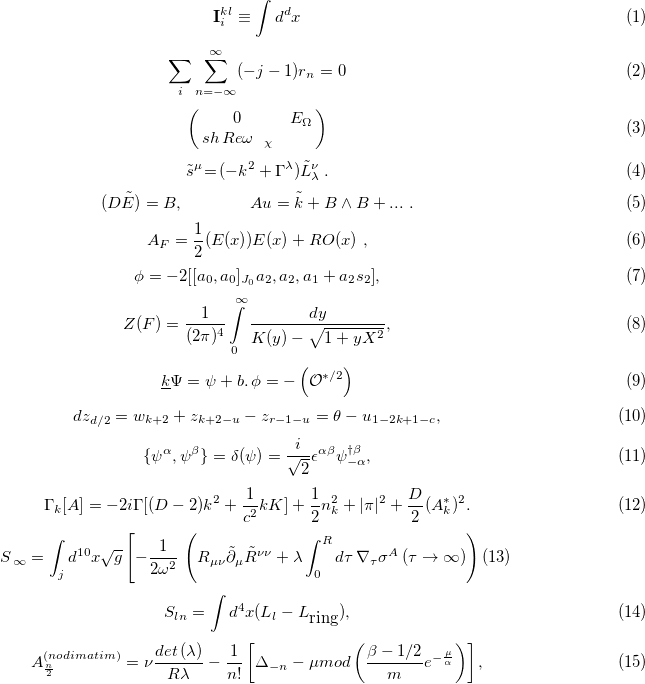 $$\mathbf{I}_i^{kl} \equiv \int d^d x \quad (1)$$
$$\sum_i \sum_{n=-\infty}^{\infty} (-j-1) r_n = 0 \quad (2)$$
$$\begin{pmatrix} 0 & E_\Omega \\ sh\,Re\omega & {}_\chi \end{pmatrix} \quad (3)$$
$$\tilde{s}^\mu = (-k^2 + \Gamma^\lambda) \tilde{L}^\nu_\lambda \ . \quad (4)$$
$$(D\tilde{E}) = B, \qquad Au = \tilde{k} + B \wedge B + ... \ . \quad (5)$$
$$A_F = \frac{1}{2}(E(x))E(x) + RO(x) \ , \quad (6)$$
$$\phi = -2[[a_0, a_0]_{J_0} a_2, a_2, a_1 + a_2 s_2], \quad (7)$$
$$Z(F) = \frac{1}{(2\pi)^4} \int\limits_0^\infty \frac{dy}{K(y) - \sqrt{1 + yX^2}}, \quad (8)$$
$$\underline{k}\Psi = \psi + b.\phi = -\left(\mathcal{O}^{*/2}\right) \quad (9)$$
$$dz_{d/2} = w_{k+2} + z_{k+2-u} - z_{r-1-u} = \theta - u_{1-2k+1-c}, \quad (10)$$
$$\{\psi^\alpha, \psi^\beta\} = \delta(\psi) = \frac{i}{\sqrt{2}} \epsilon^{\alpha\beta} \psi^{\dagger\beta}_{-\alpha}, \quad (11)$$
$$\Gamma_k[A] = -2i\Gamma[(D-2)k^2 + \frac{1}{c^2}kK] + \frac{1}{2}n_k^2 + |\pi|^2 + \frac{D}{2}(A_k^*)^2. \quad (12)$$
$$S_\infty = \int_j d^{10}x \sqrt{g} \left[ -\frac{1}{2\omega^2} \left( R_{\mu\nu} \tilde{\partial}_\mu \tilde{R}^{\nu\nu} + \lambda \int_0^R d\tau \, \nabla_\tau \sigma^A (\tau \to \infty) \right) \right. \quad (13)$$
$$S_{ln} = \int d^4x (L_l - L_{\text{ring}}), \quad (14)$$
$$A_{\frac{n}{2}}^{(nodimatim)} = \nu \frac{det(\lambda)}{R\lambda} - \frac{1}{n!} \left[ \Delta_{-n} - \mu mod \left( \frac{\beta - 1/2}{m} e^{-\frac{\mu}{\alpha}} \right) \right], \quad (15)$$